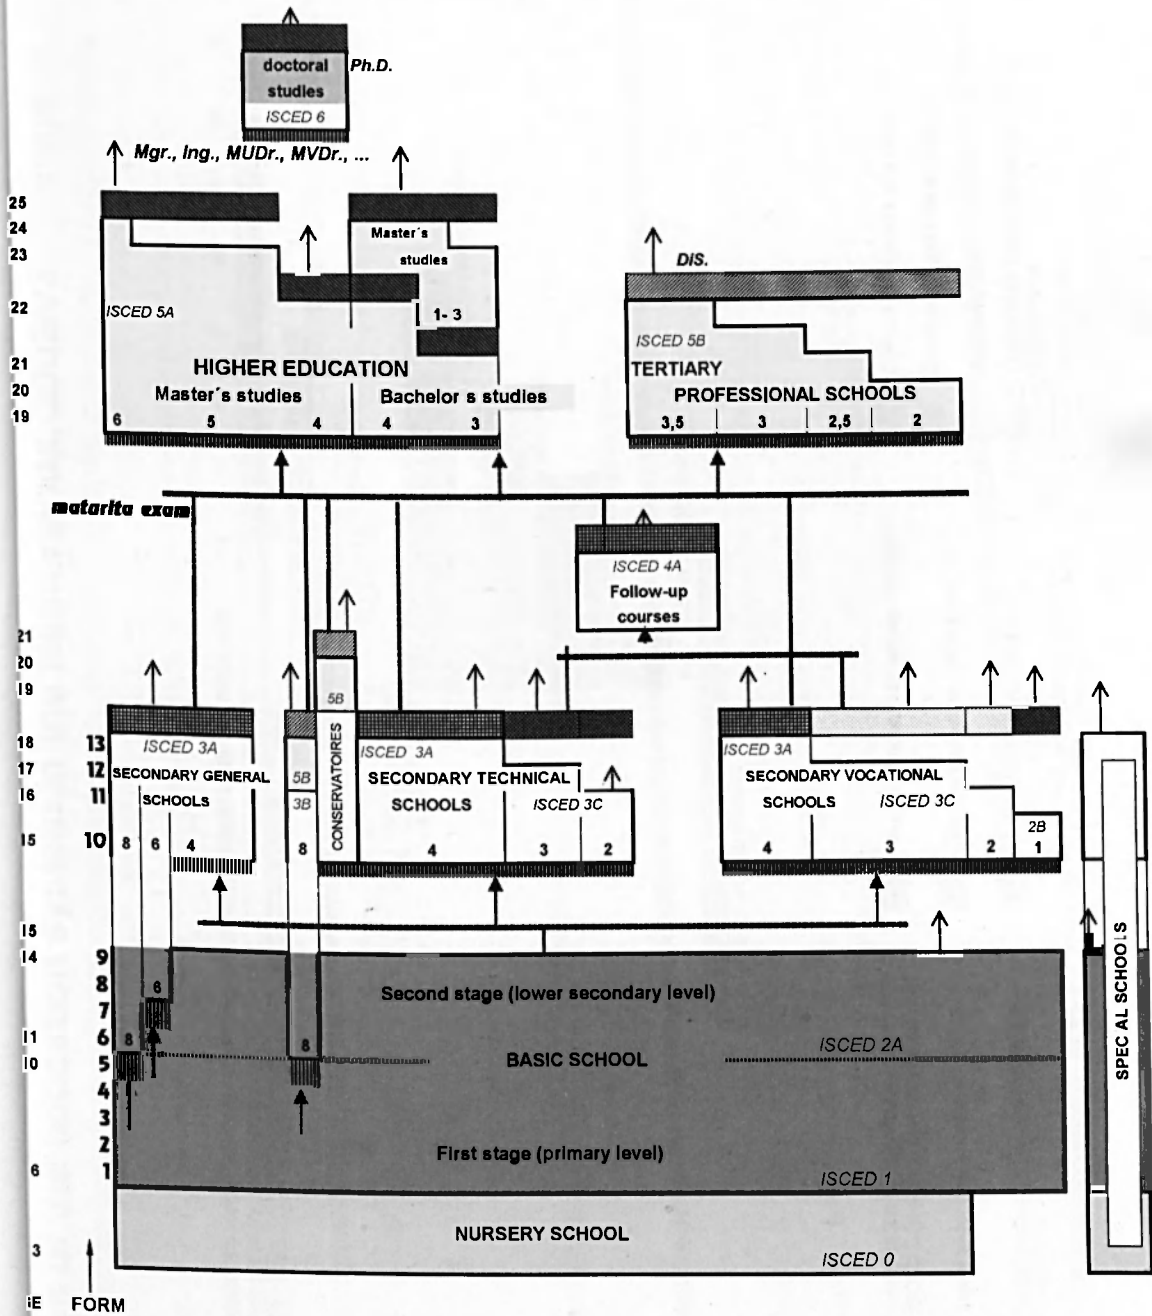 doctoral Ph.D.
studies
ISCED 6
Mgr., Ing., MUDr., MVDr., ...
25
24 Master´s
23 studies
DiS.
22 ISCED 5A 1- 3
ISCED 5B
21 HIGHER EDUCATION TERTIARY
20 Master´s studies Bachelor s studies PROFESSIONAL SCHOOLS
19 6 5 4 4 3 3,5 3 2,5 2
matarita exam
ISCED 4A
Follow-up
courses
21
20
19 5B
18 13 ISCED 3A ISCED 3A ISCED 3A
17 12 SECONDARY GENERAL 5B CONSERVATOIRES SECONDARY TECHNICAL SECONDARY VOCATIONAL
16 11 SCHOOLS 3B SCHOOLS ISCED 3C SCHOOLS ISCED 3C
2B
15 10 8 6 4 8 4 3 2 4 3 2 1
15
14 9
8 6 Second stage (lower secondary level)
7
11 6 8 8 ISCED 2A
10 5 BASIC SCHOOL
4
3
2 First stage (primary level)
6 1 ISCED 1
SPEC AL SCHOOLS
NURSERY SCHOOL
3 ISCED 0
FORM